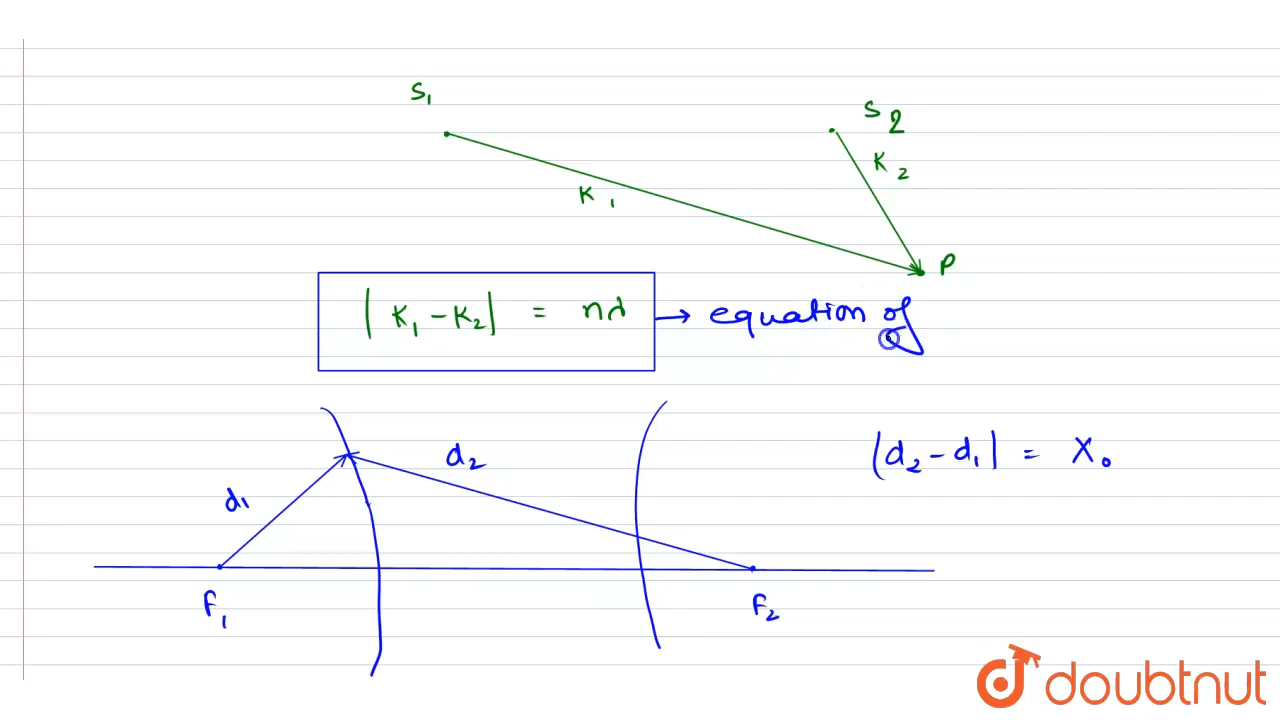 S₁
S₂
K₂
K₁
P
|K₁ - K₂| = nλ → equation of
d₂
|d₂ - d₁| = X₀
d₁
F₁
F₂
doubtnut